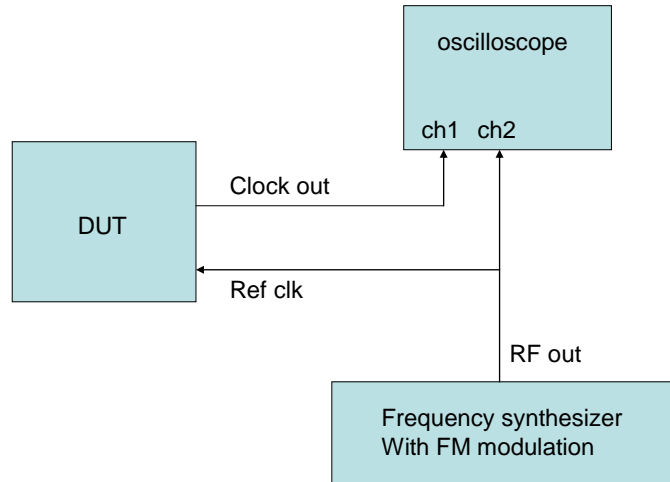 oscilloscope
ch1 ch2
Clock out
DUT
Ref clk
RF out
Frequency synthesizer
With FM modulation